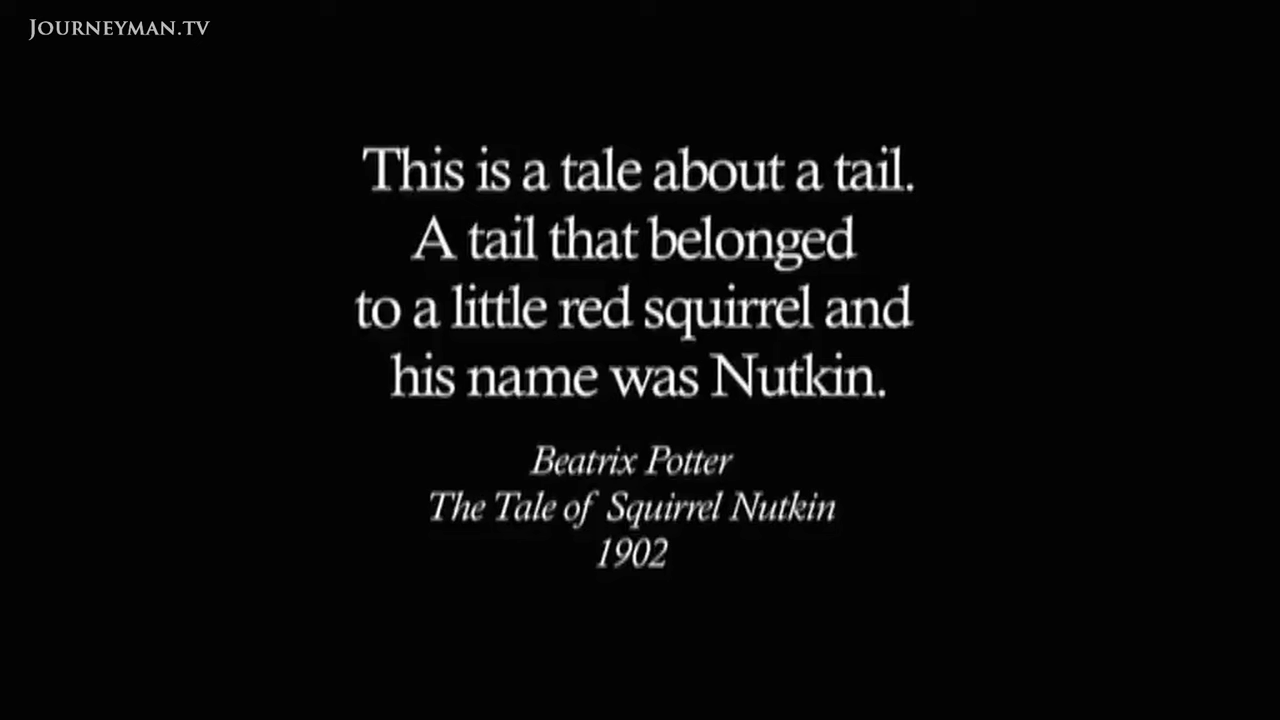 JOURNEYMAN.TV
This is a tale about a tail.
A tail that belonged
to a little red squirrel and
his name was Nutkin.
Beatrix Potter
The Tale of Squirrel Nutkin
1902